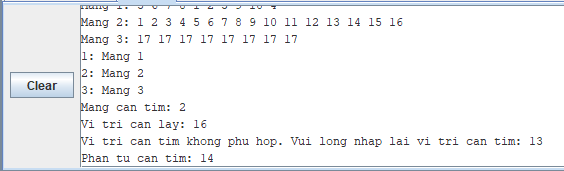 Mang 1:
Mang 2: 1 2 3 4 5 6 7 8 9 10 11 12 13 14 15 16
Mang 3: 17 17 17 17 17 17 17 17
1: Mang 1
2: Mang 2
3: Mang 3
Mang can tim: 2
Vi tri can lay: 16
Vi tri can tim khong phu hop. Vui long nhap lai vi tri can tim: 13
Phan tu can tim: 14
Clear